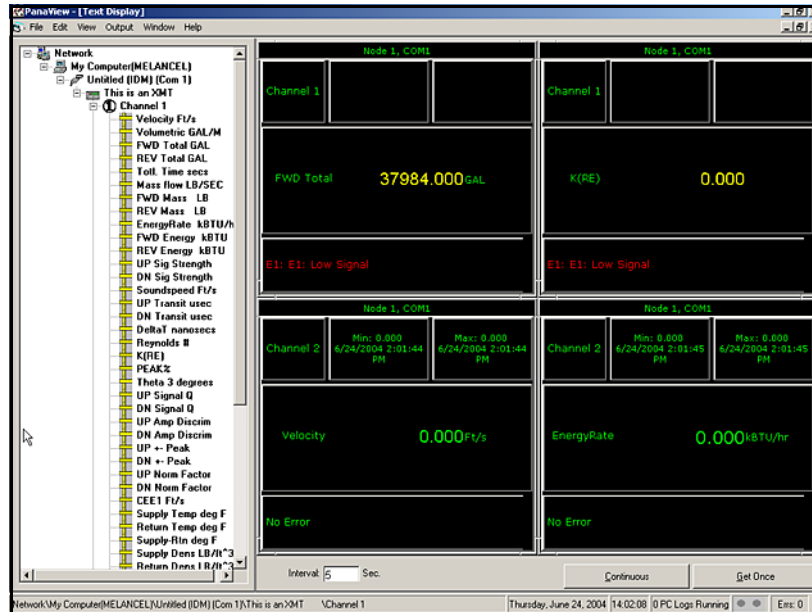 PanaView - [Text Display]
File Edit View Output Window Help
Network
My Computer(MELANCEL)
Untitled (IDM) (Com 1)
This is an XMT
Channel 1
Velocity Ft/s
Volumetric GAL/M
FWD Total GAL
REV Total GAL
Totl. Time secs
Mass flow LB/SEC
FWD Mass LB
REV Mass LB
EnergyRate kBTU/h
FWD Energy kBTU
REV Energy kBTU
UP Sig Strength
DN Sig Strength
Soundspeed Ft/s
UP Transit usec
DN Transit usec
DeltaT nanosecs
Reynolds #
K(RE)
PEAK%
Theta 3 degrees
UP Signal Q
DN Signal Q
UP Amp Discrim
DN Amp Discrim
UP +- Peak
DN +- Peak
UP Norm Factor
DN Norm Factor
CEE1 Ft/s
Supply Temp deg F
Return Temp deg F
Supply-Rtn deg F
Supply Dens LB/ft^3
Return Dens LB/ft^3
Node 1, COM1
Channel 1
FWD Total 37984.000 GAL
E1: E1: Low Signal
Node 1, COM1
Channel 1
K(RE) 0.000
E1: E1: Low Signal
Node 1, COM1
Channel 2
Min: 0.000
6/24/2004 2:01:44
PM
Max: 0.000
6/24/2004 2:01:44
PM
Velocity 0.000 Ft/s
No Error
Node 1, COM1
Channel 2
Min: 0.000
6/24/2004 2:01:45
PM
Max: 0.000
6/24/2004 2:01:45
PM
EnergyRate 0.000 kBTU/hr
No Error
Interval: 5 Sec.
Continuous
Get Once
Network\My Computer(MELANCEL)\Untitled (IDM) (Com 1)\This is an XMT \Channel 1
Thursday, June 24, 2004
14:02:08
0 PC Logs Running
Errs: 0